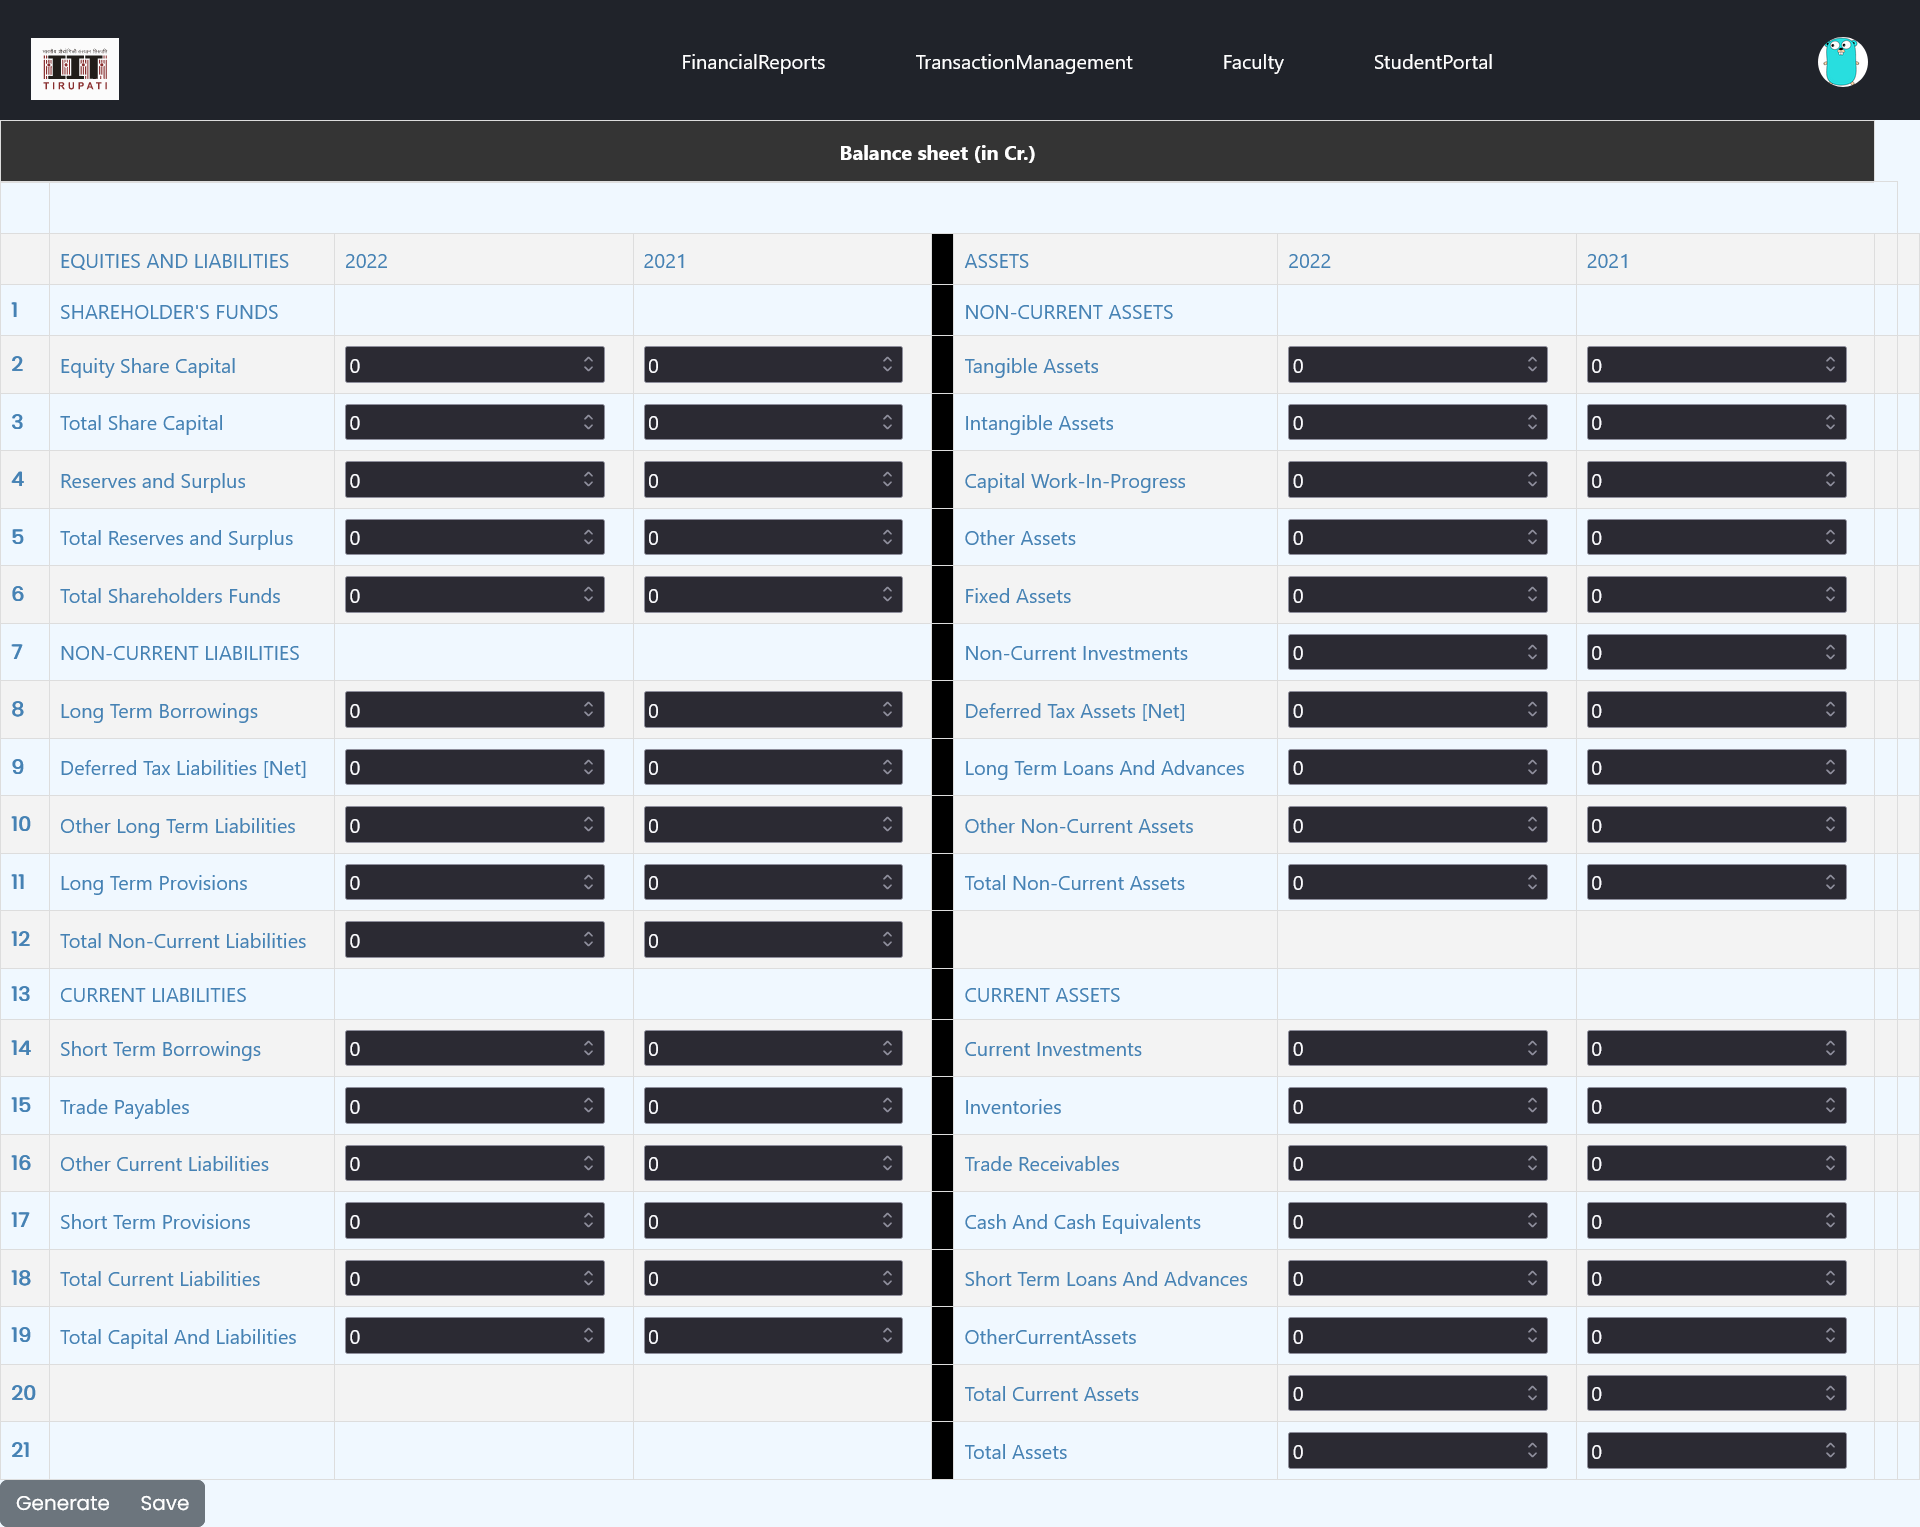 TIRUPATI
FinancialReports TransactionManagement Faculty StudentPortal
Balance sheet (in Cr.)
EQUITIES AND LIABILITIES 2022 2021 ASSETS 2022 2021
1 SHAREHOLDER'S FUNDS NON-CURRENT ASSETS
2 Equity Share Capital 0 0 Tangible Assets 0 0
3 Total Share Capital 0 0 Intangible Assets 0 0
4 Reserves and Surplus 0 0 Capital Work-In-Progress 0 0
5 Total Reserves and Surplus 0 0 Other Assets 0 0
6 Total Shareholders Funds 0 0 Fixed Assets 0 0
7 NON-CURRENT LIABILITIES Non-Current Investments 0 0
8 Long Term Borrowings 0 0 Deferred Tax Assets [Net] 0 0
9 Deferred Tax Liabilities [Net] 0 0 Long Term Loans And Advances 0 0
10 Other Long Term Liabilities 0 0 Other Non-Current Assets 0 0
11 Long Term Provisions 0 0 Total Non-Current Assets 0 0
12 Total Non-Current Liabilities 0 0
13 CURRENT LIABILITIES CURRENT ASSETS
14 Short Term Borrowings 0 0 Current Investments 0 0
15 Trade Payables 0 0 Inventories 0 0
16 Other Current Liabilities 0 0 Trade Receivables 0 0
17 Short Term Provisions 0 0 Cash And Cash Equivalents 0 0
18 Total Current Liabilities 0 0 Short Term Loans And Advances 0 0
19 Total Capital And Liabilities 0 0 OtherCurrentAssets 0 0
20 Total Current Assets 0 0
21 Total Assets 0 0
Generate Save